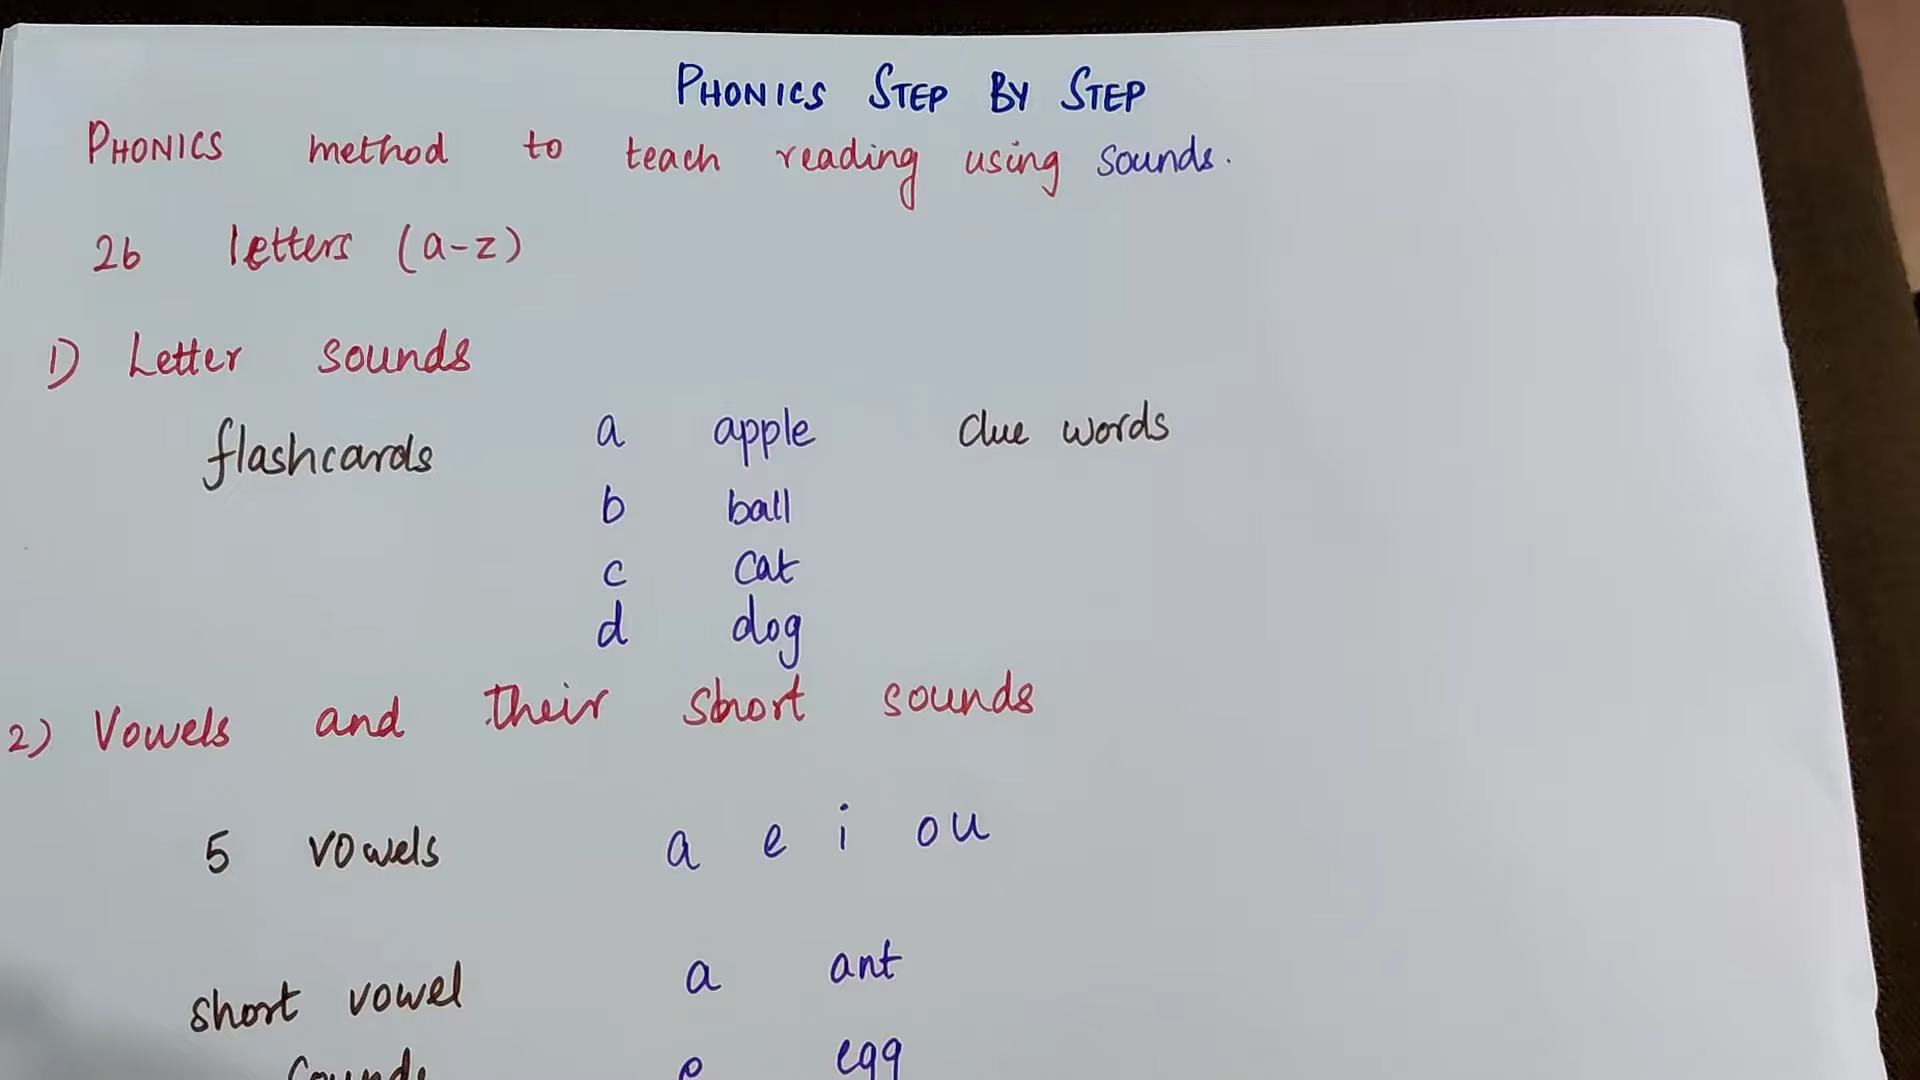 PHONICS STEP BY STEP
PHONICS method to teach reading using sounds.
26 letters (a-z)
1) Letter sounds
flashcards a apple clue words
b ball
c cat
d dog
2) Vowels and their short sounds
5 vowels a e i o u
short vowel a ant
sounds e egg